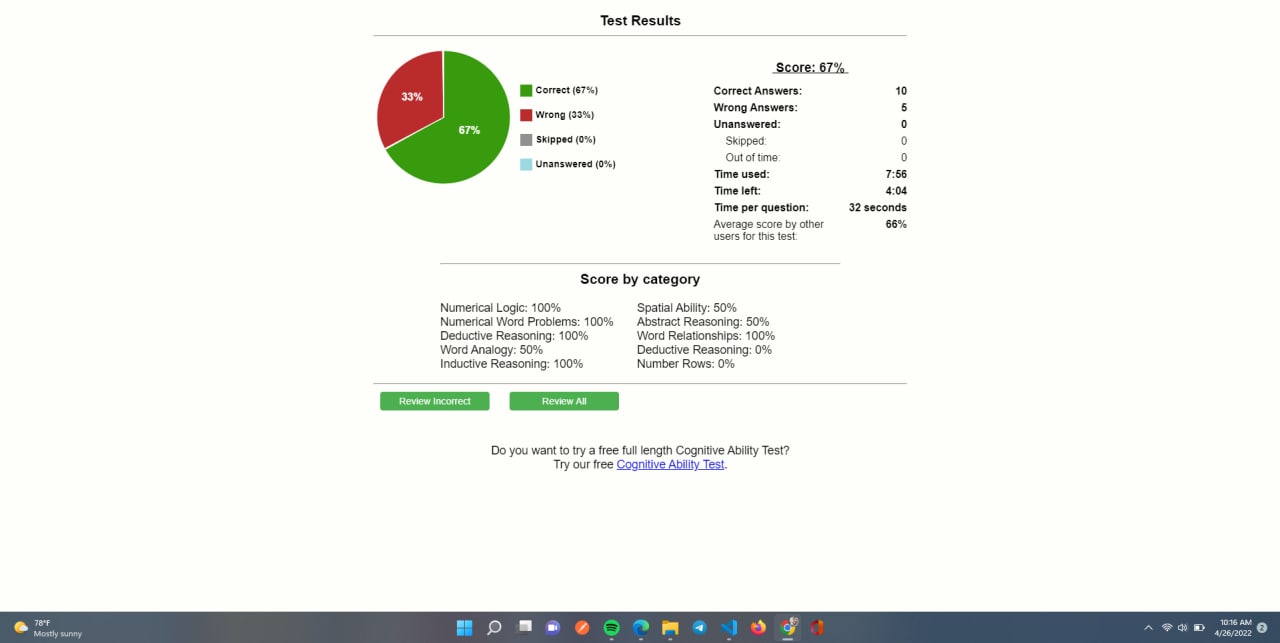 Test Results
33%
67%
Correct (67%)
Wrong (33%)
Skipped (0%)
Unanswered (0%)
Score: 67%
Correct Answers: 10
Wrong Answers: 5
Unanswered: 0
Skipped: 0
Out of time: 0
Time used: 7:56
Time left: 4:04
Time per question: 32 seconds
Average score by other 66%
users for this test:
Score by category
Numerical Logic: 100%
Numerical Word Problems: 100%
Deductive Reasoning: 100%
Word Analogy: 50%
Inductive Reasoning: 100%
Spatial Ability: 50%
Abstract Reasoning: 50%
Word Relationships: 100%
Deductive Reasoning: 0%
Number Rows: 0%
Review Incorrect
Review All
Do you want to try a free full length Cognitive Ability Test?
Try our free Cognitive Ability Test.
78°F
Mostly sunny
10:16 AM
4/26/2022
2